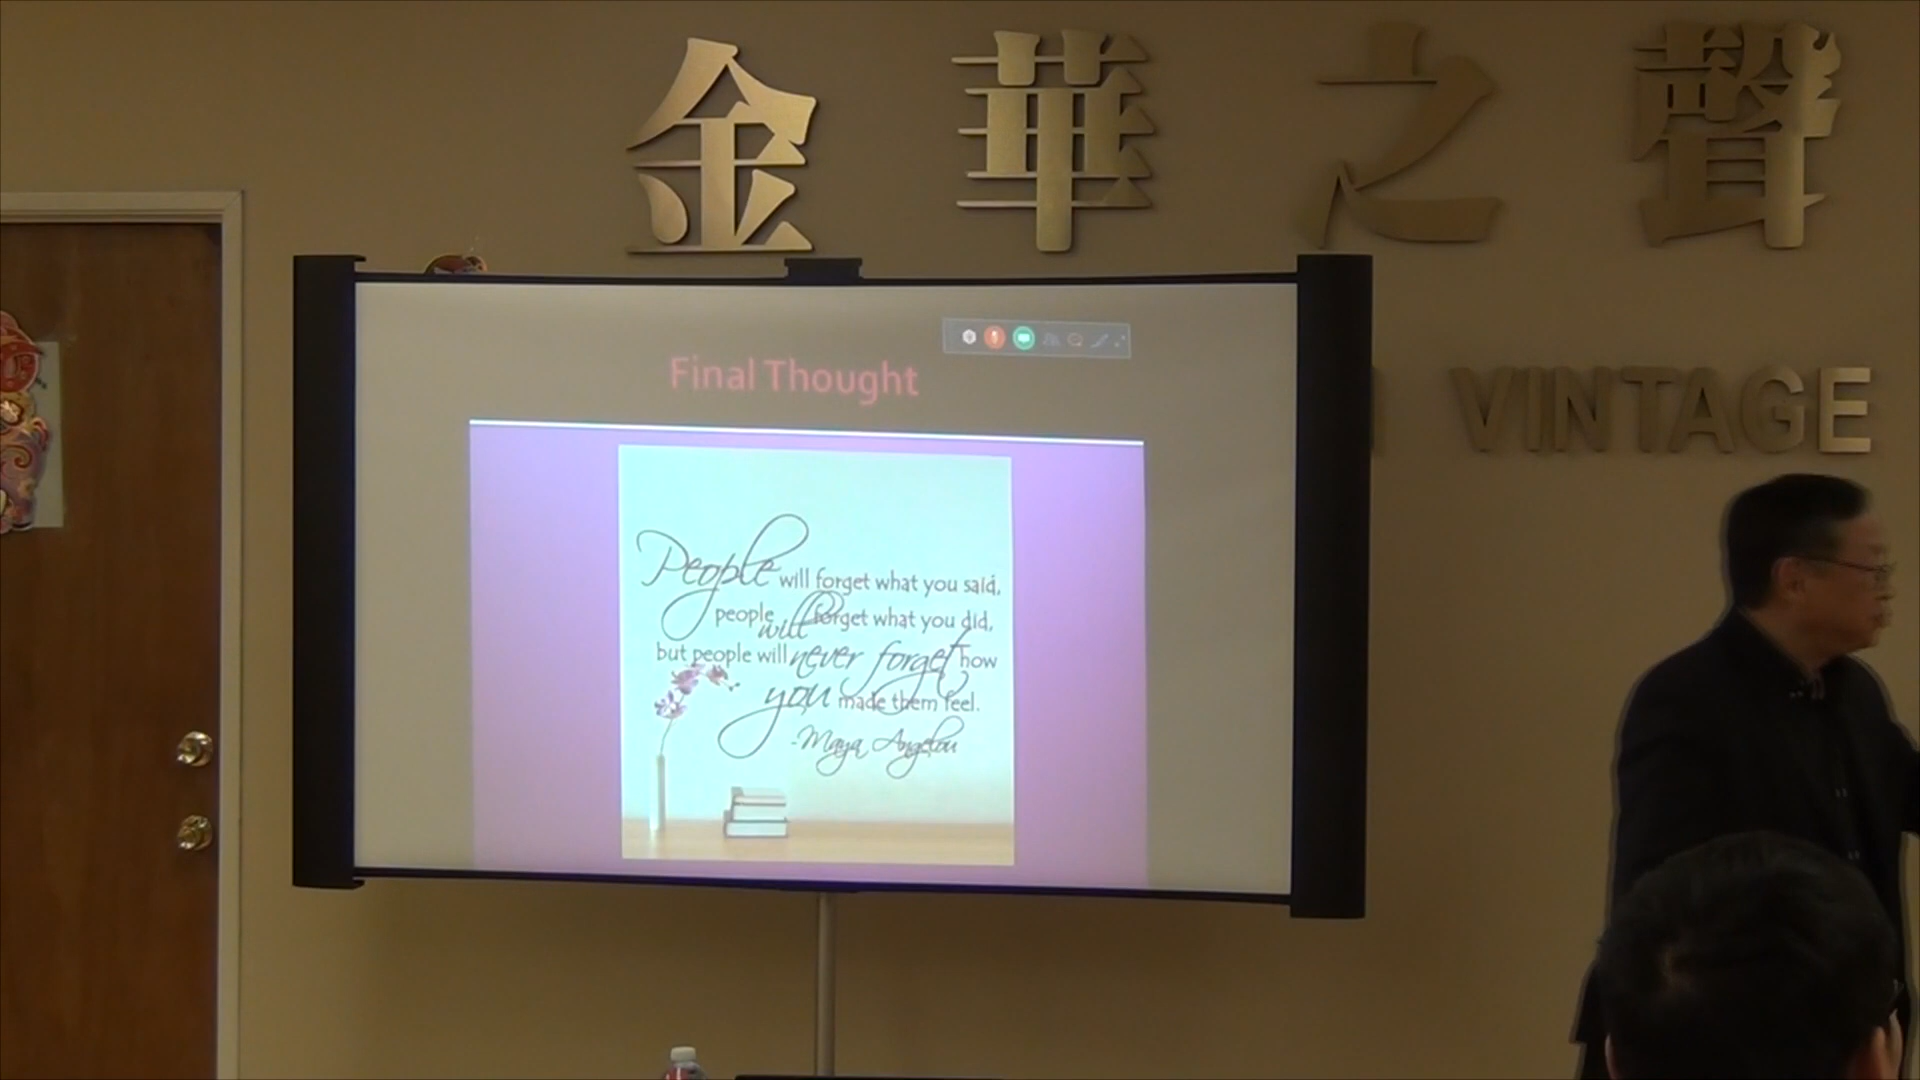 金華之聲
VINTAGE
Final Thought
People will forget what you said,
people will forget what you did,
but people will never forget how
you made them feel.
-Maya Angelou